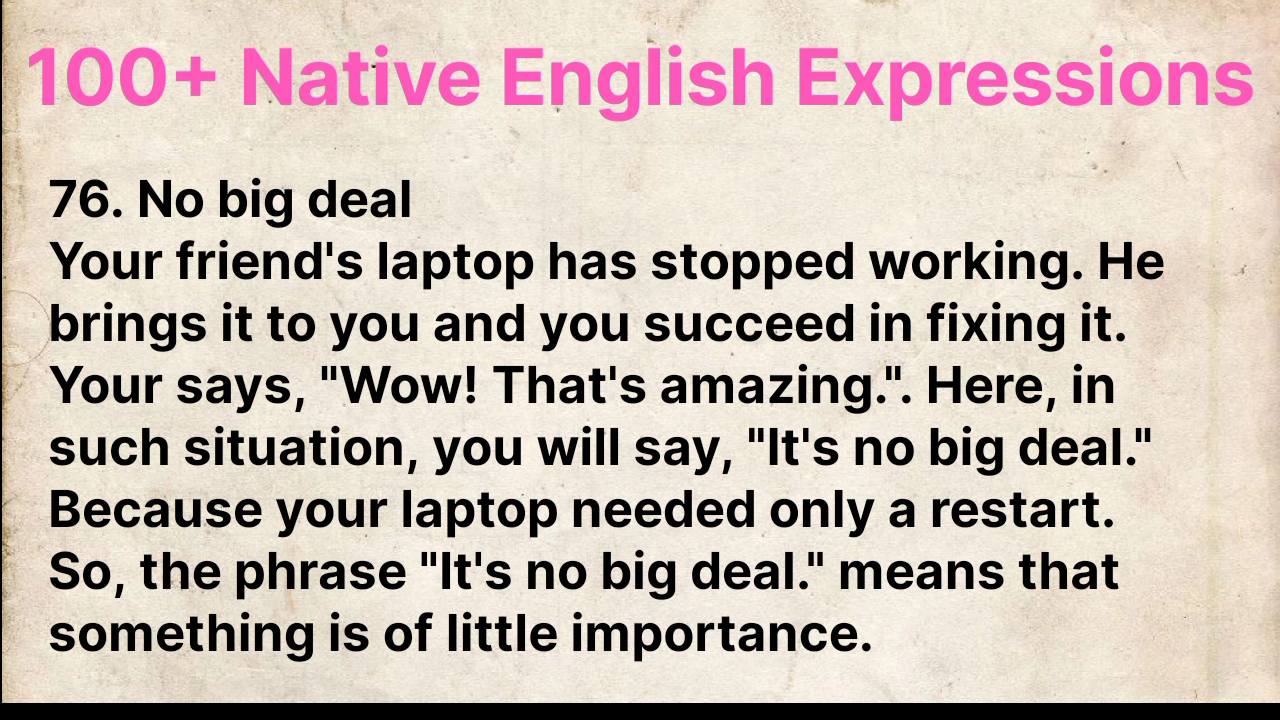 100+ Native English Expressions
76. No big deal
Your friend's laptop has stopped working. He
brings it to you and you succeed in fixing it.
Your says, "Wow! That's amazing.". Here, in
such situation, you will say, "It's no big deal."
Because your laptop needed only a restart.
So, the phrase "It's no big deal." means that
something is of little importance.